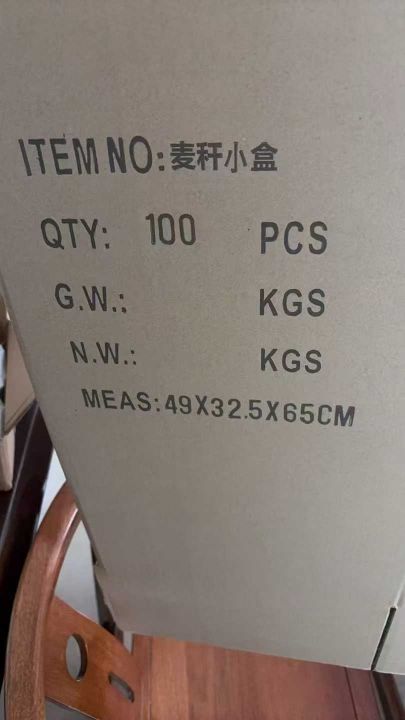 ITEM NO:麦秆小盒
QTY: 100 PCS
G.W.: KGS
N.W.: KGS
MEAS:49X32.5X65CM